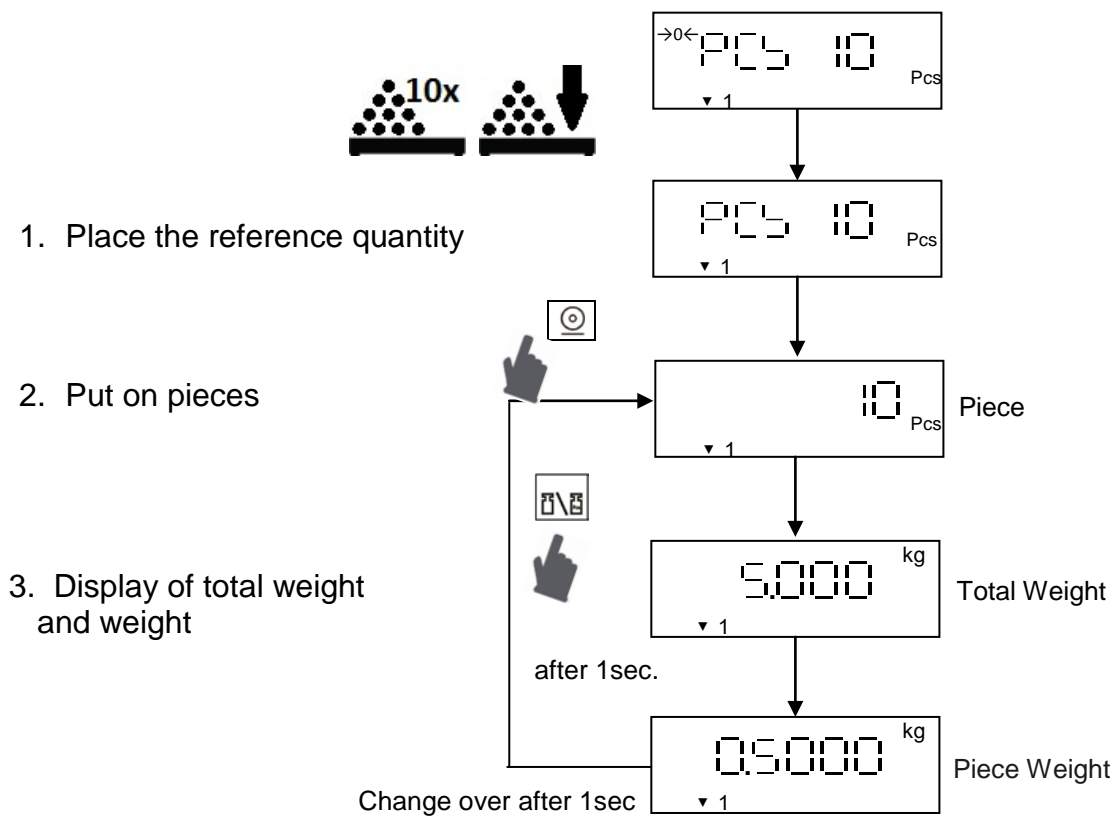 →0← PCS 10 Pcs
▼ 1
10x
PCS 10 Pcs
▼ 1
1. Place the reference quantity
2. Put on pieces
10 Pcs
▼ 1
Piece
kg
5.000
▼ 1
Total Weight
3. Display of total weight
and weight
after 1sec.
kg
0.5000
▼ 1
Piece Weight
Change over after 1sec